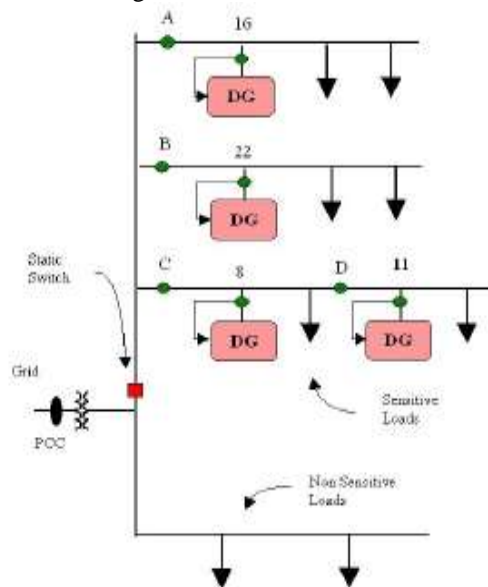 A
16
DG
B
22
DG
Static
Switch
C
8
D
11
DG
DG
Grid
PCC
Sensitive
Loads
Non Sensitive
Loads